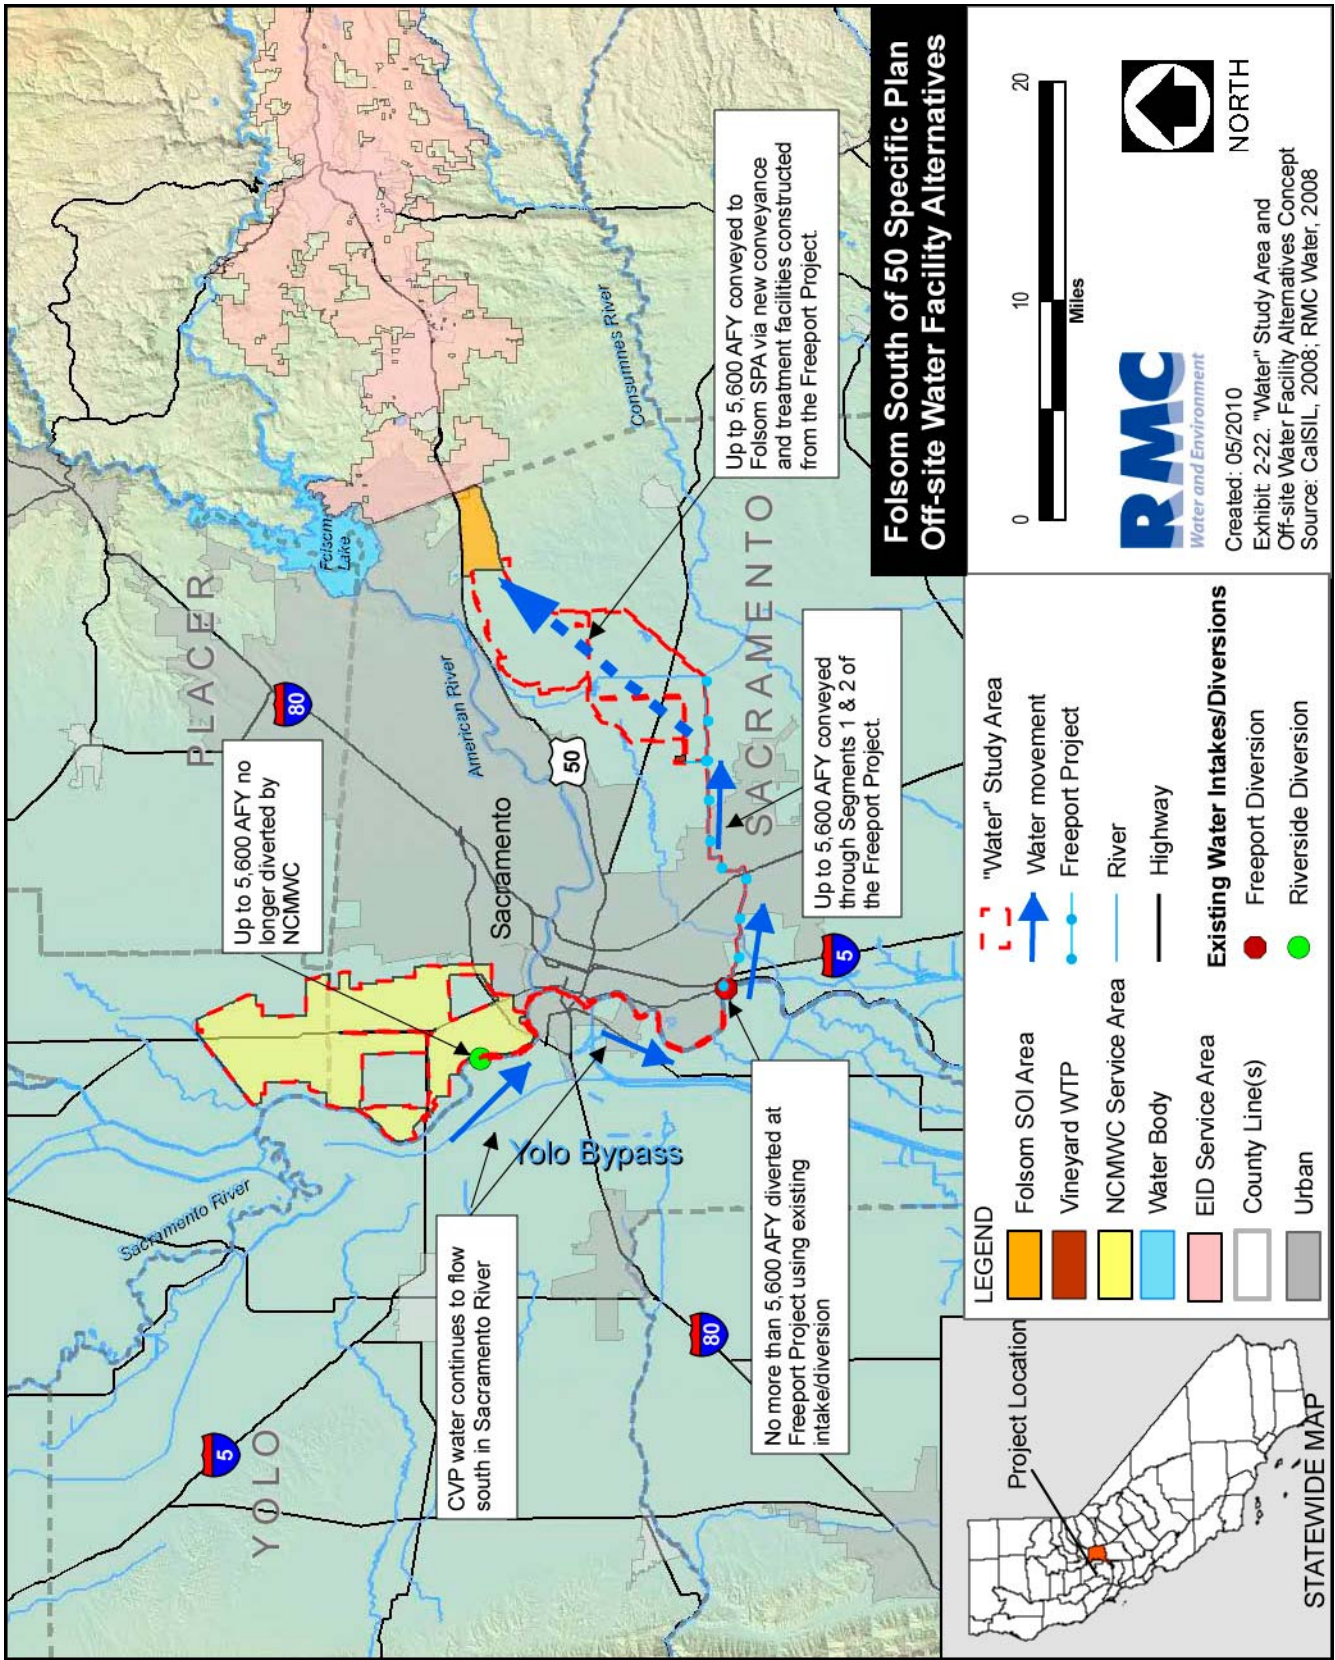 PLACER
YOLO
SACRAMENTO
Sacramento
Sacramento River
American River
Consumnes River
Folsom
Lake
Yolo Bypass
5
80
80
50
5
Up to 5,600 AFY no
longer diverted by
NCMWC
CVP water continues to flow
south in Sacramento River
No more than 5,600 AFY diverted at
Freeport Project using existing
intake/diversion
Up to 5,600 AFY conveyed
through Segments 1 & 2 of
the Freeport Project.
Up tp 5,600 AFY conveyed to
Folsom SPA via new conveyance
and treatment facilities constructed
from the Freeport Project.
Project Location
STATEWIDE MAP
LEGEND
Folsom SOI Area
Vineyard WTP
NCMWC Service Area
Water Body
EID Service Area
County Line(s)
Urban
"Water" Study Area
Water movement
Freeport Project
River
Highway
Existing Water Intakes/Diversions
Freeport Diversion
Riverside Diversion
Folsom South of 50 Specific Plan
Off-site Water Facility Alternatives
0 10 20
Miles
RMC
Water and Environment
NORTH
Created: 05/2010
Exhibit: 2-22. "Water" Study Area and
Off-site Water Facility Alternatives Concept
Source: CalSIL, 2008; RMC Water, 2008